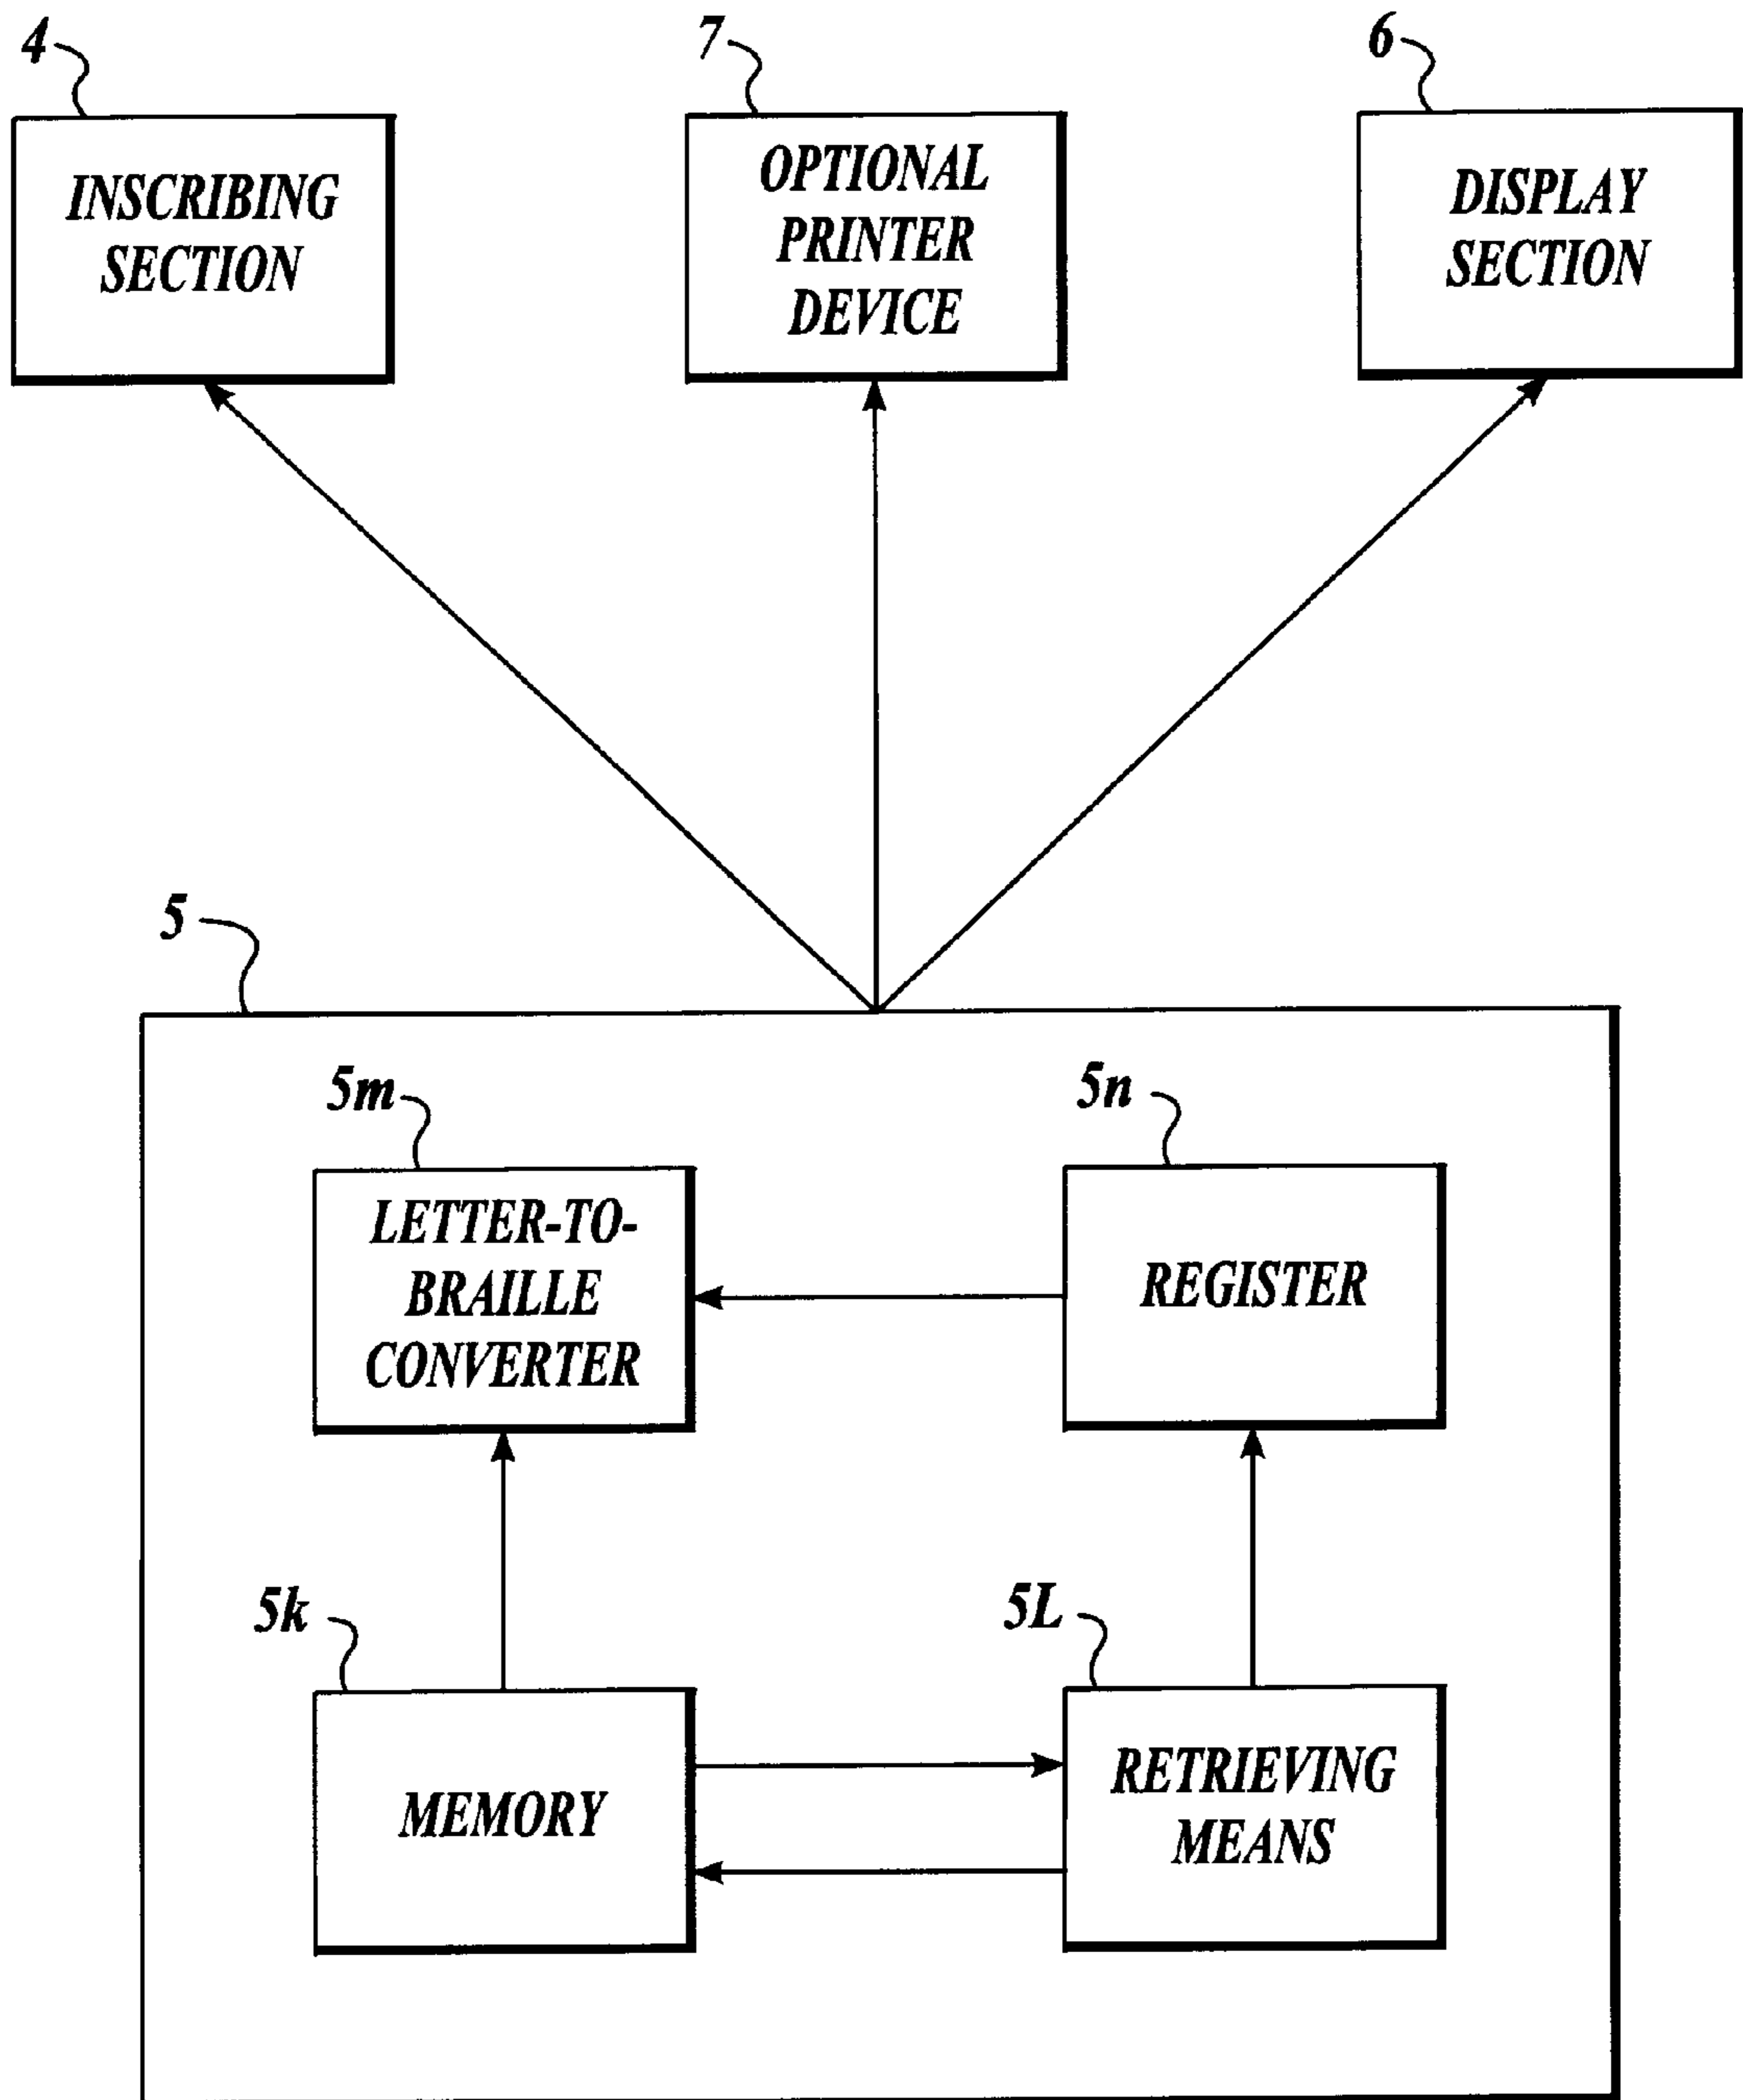 4
7
6
INSCRIBING
SECTION
OPTIONAL
PRINTER
DEVICE
DISPLAY
SECTION
5
5m
5n
LETTER-TO-
BRAILLE
CONVERTER
REGISTER
5k
5L
MEMORY
RETRIEVING
MEANS